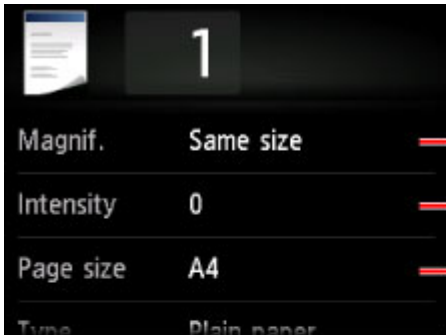 1
Magnif. Same size
Intensity 0
Page size A4
Type Plain paper